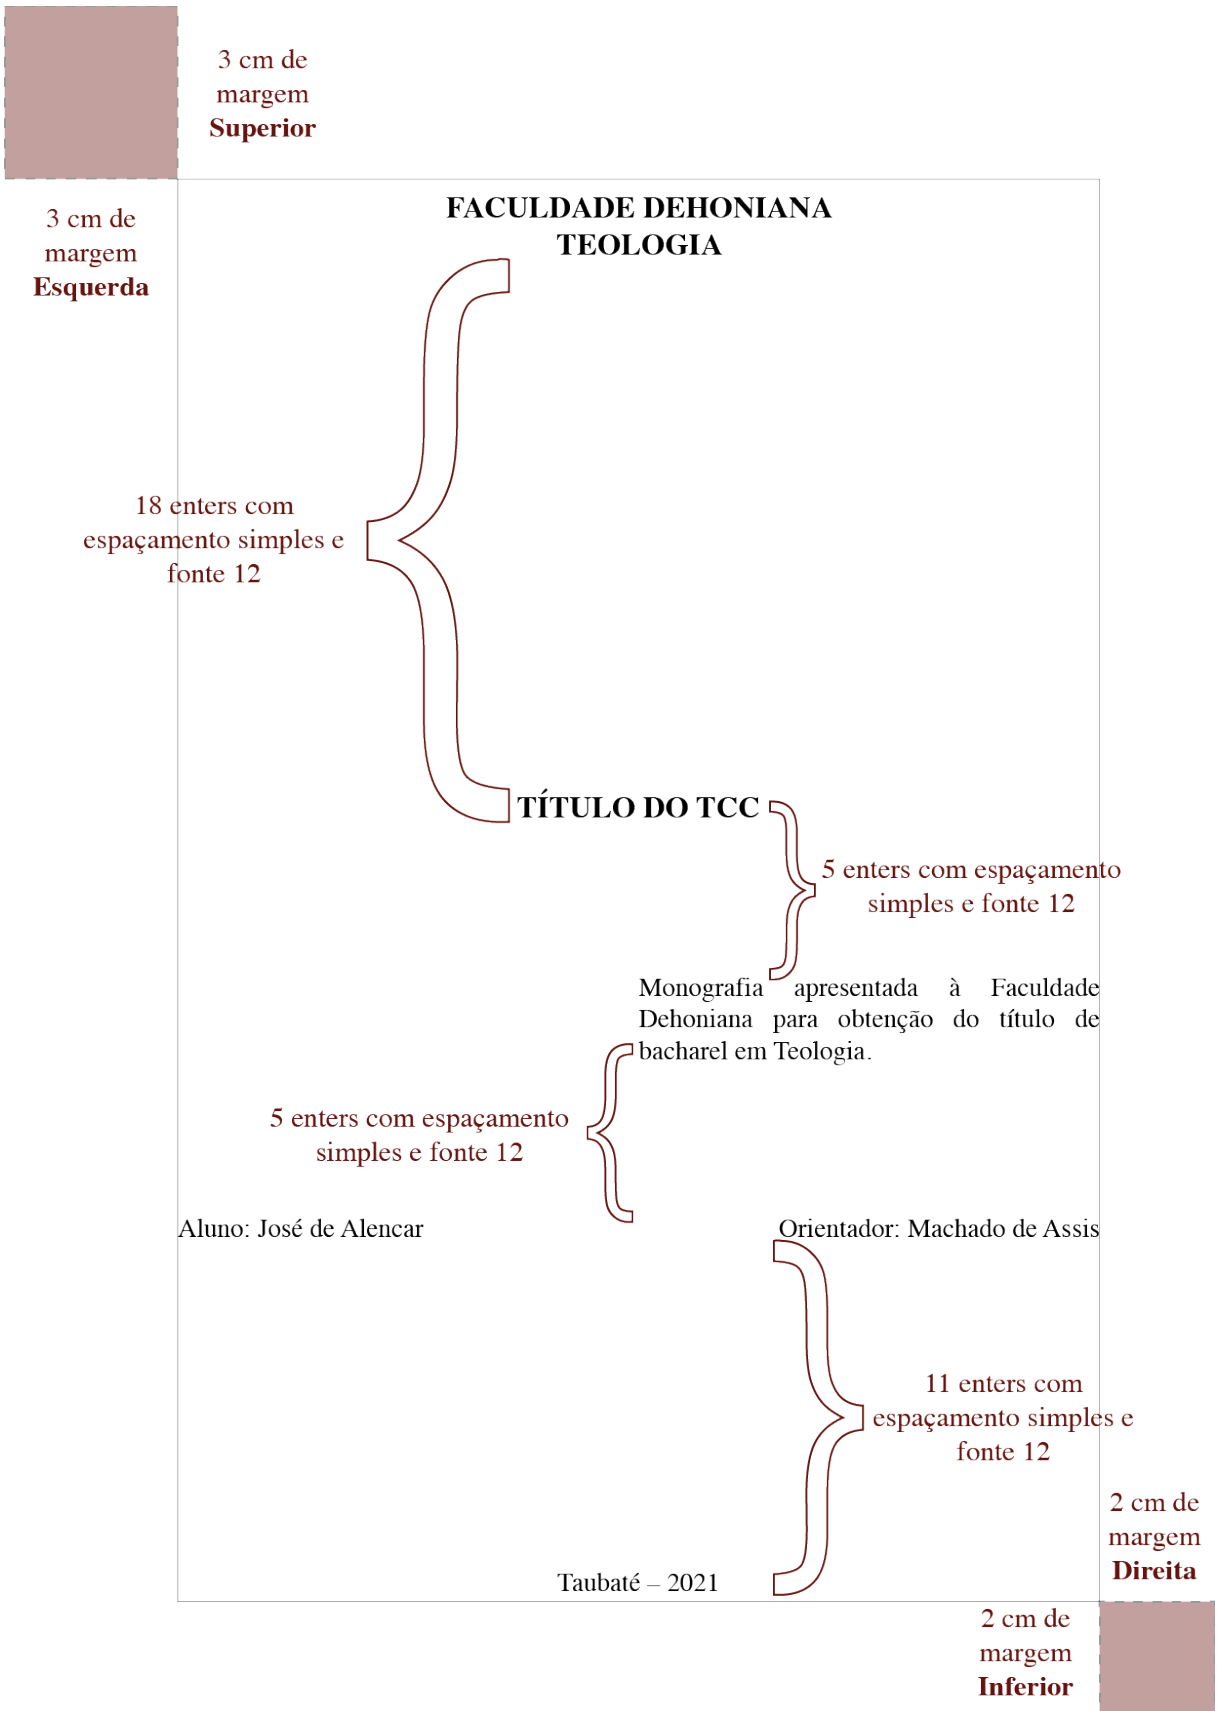 3 cm de
margem
Superior
3 cm de
margem
Esquerda
FACULDADE DEHONIANA
TEOLOGIA
18 enters com
espaçamento simples e
fonte 12
TÍTULO DO TCC
5 enters com espaçamento
simples e fonte 12
Monografia apresentada à Faculdade
Dehoniana para obtenção do título de
bacharel em Teologia.
5 enters com espaçamento
simples e fonte 12
Aluno: José de Alencar
Orientador: Machado de Assis
11 enters com
espaçamento simples e
fonte 12
2 cm de
margem
Direita
Taubaté – 2021
2 cm de
margem
Inferior